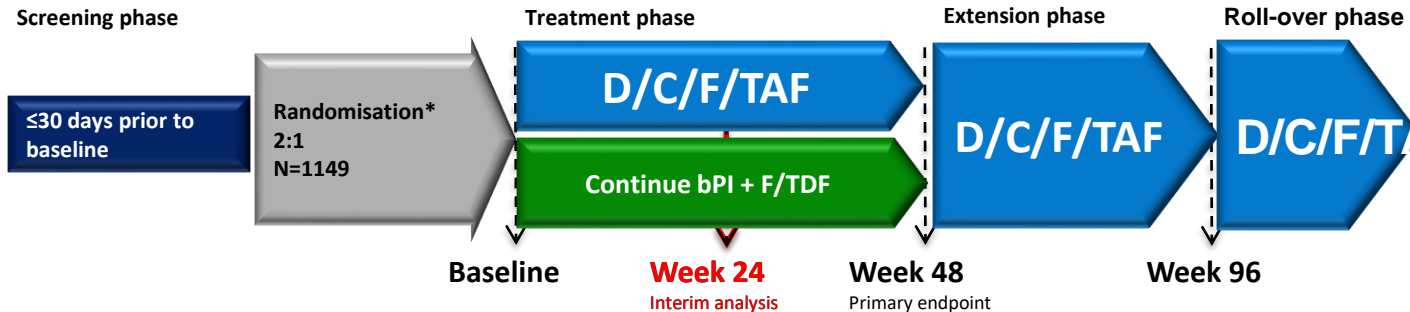 Screening phase
Treatment phase
Extension phase
Roll-over phase
≤30 days prior to
baseline
Randomisation*
2:1
N=1149
D/C/F/TAF
Continue bPI + F/TDF
D/C/F/TAF
D/C/F/T
Baseline
Week 24
Interim analysis
Week 48
Primary endpoint
Week 96